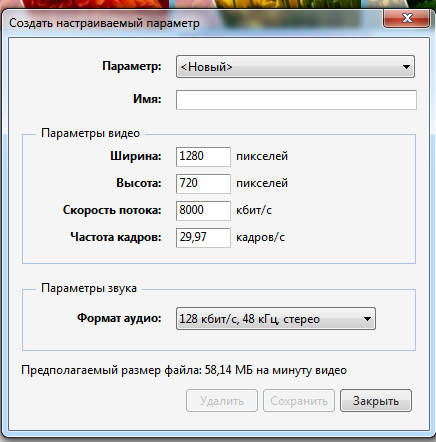 Создать настраиваемый параметр
Параметр: <Новый>
Имя:
Параметры видео
Ширина: 1280 пикселей
Высота: 720 пикселей
Скорость потока: 8000 кбит/с
Частота кадров: 29,97 кадров/с
Параметры звука
Формат аудио: 128 кбит/с, 48 кГц, стерео
Предполагаемый размер файла: 58,14 МБ на минуту видео
Удалить Сохранить Закрыть